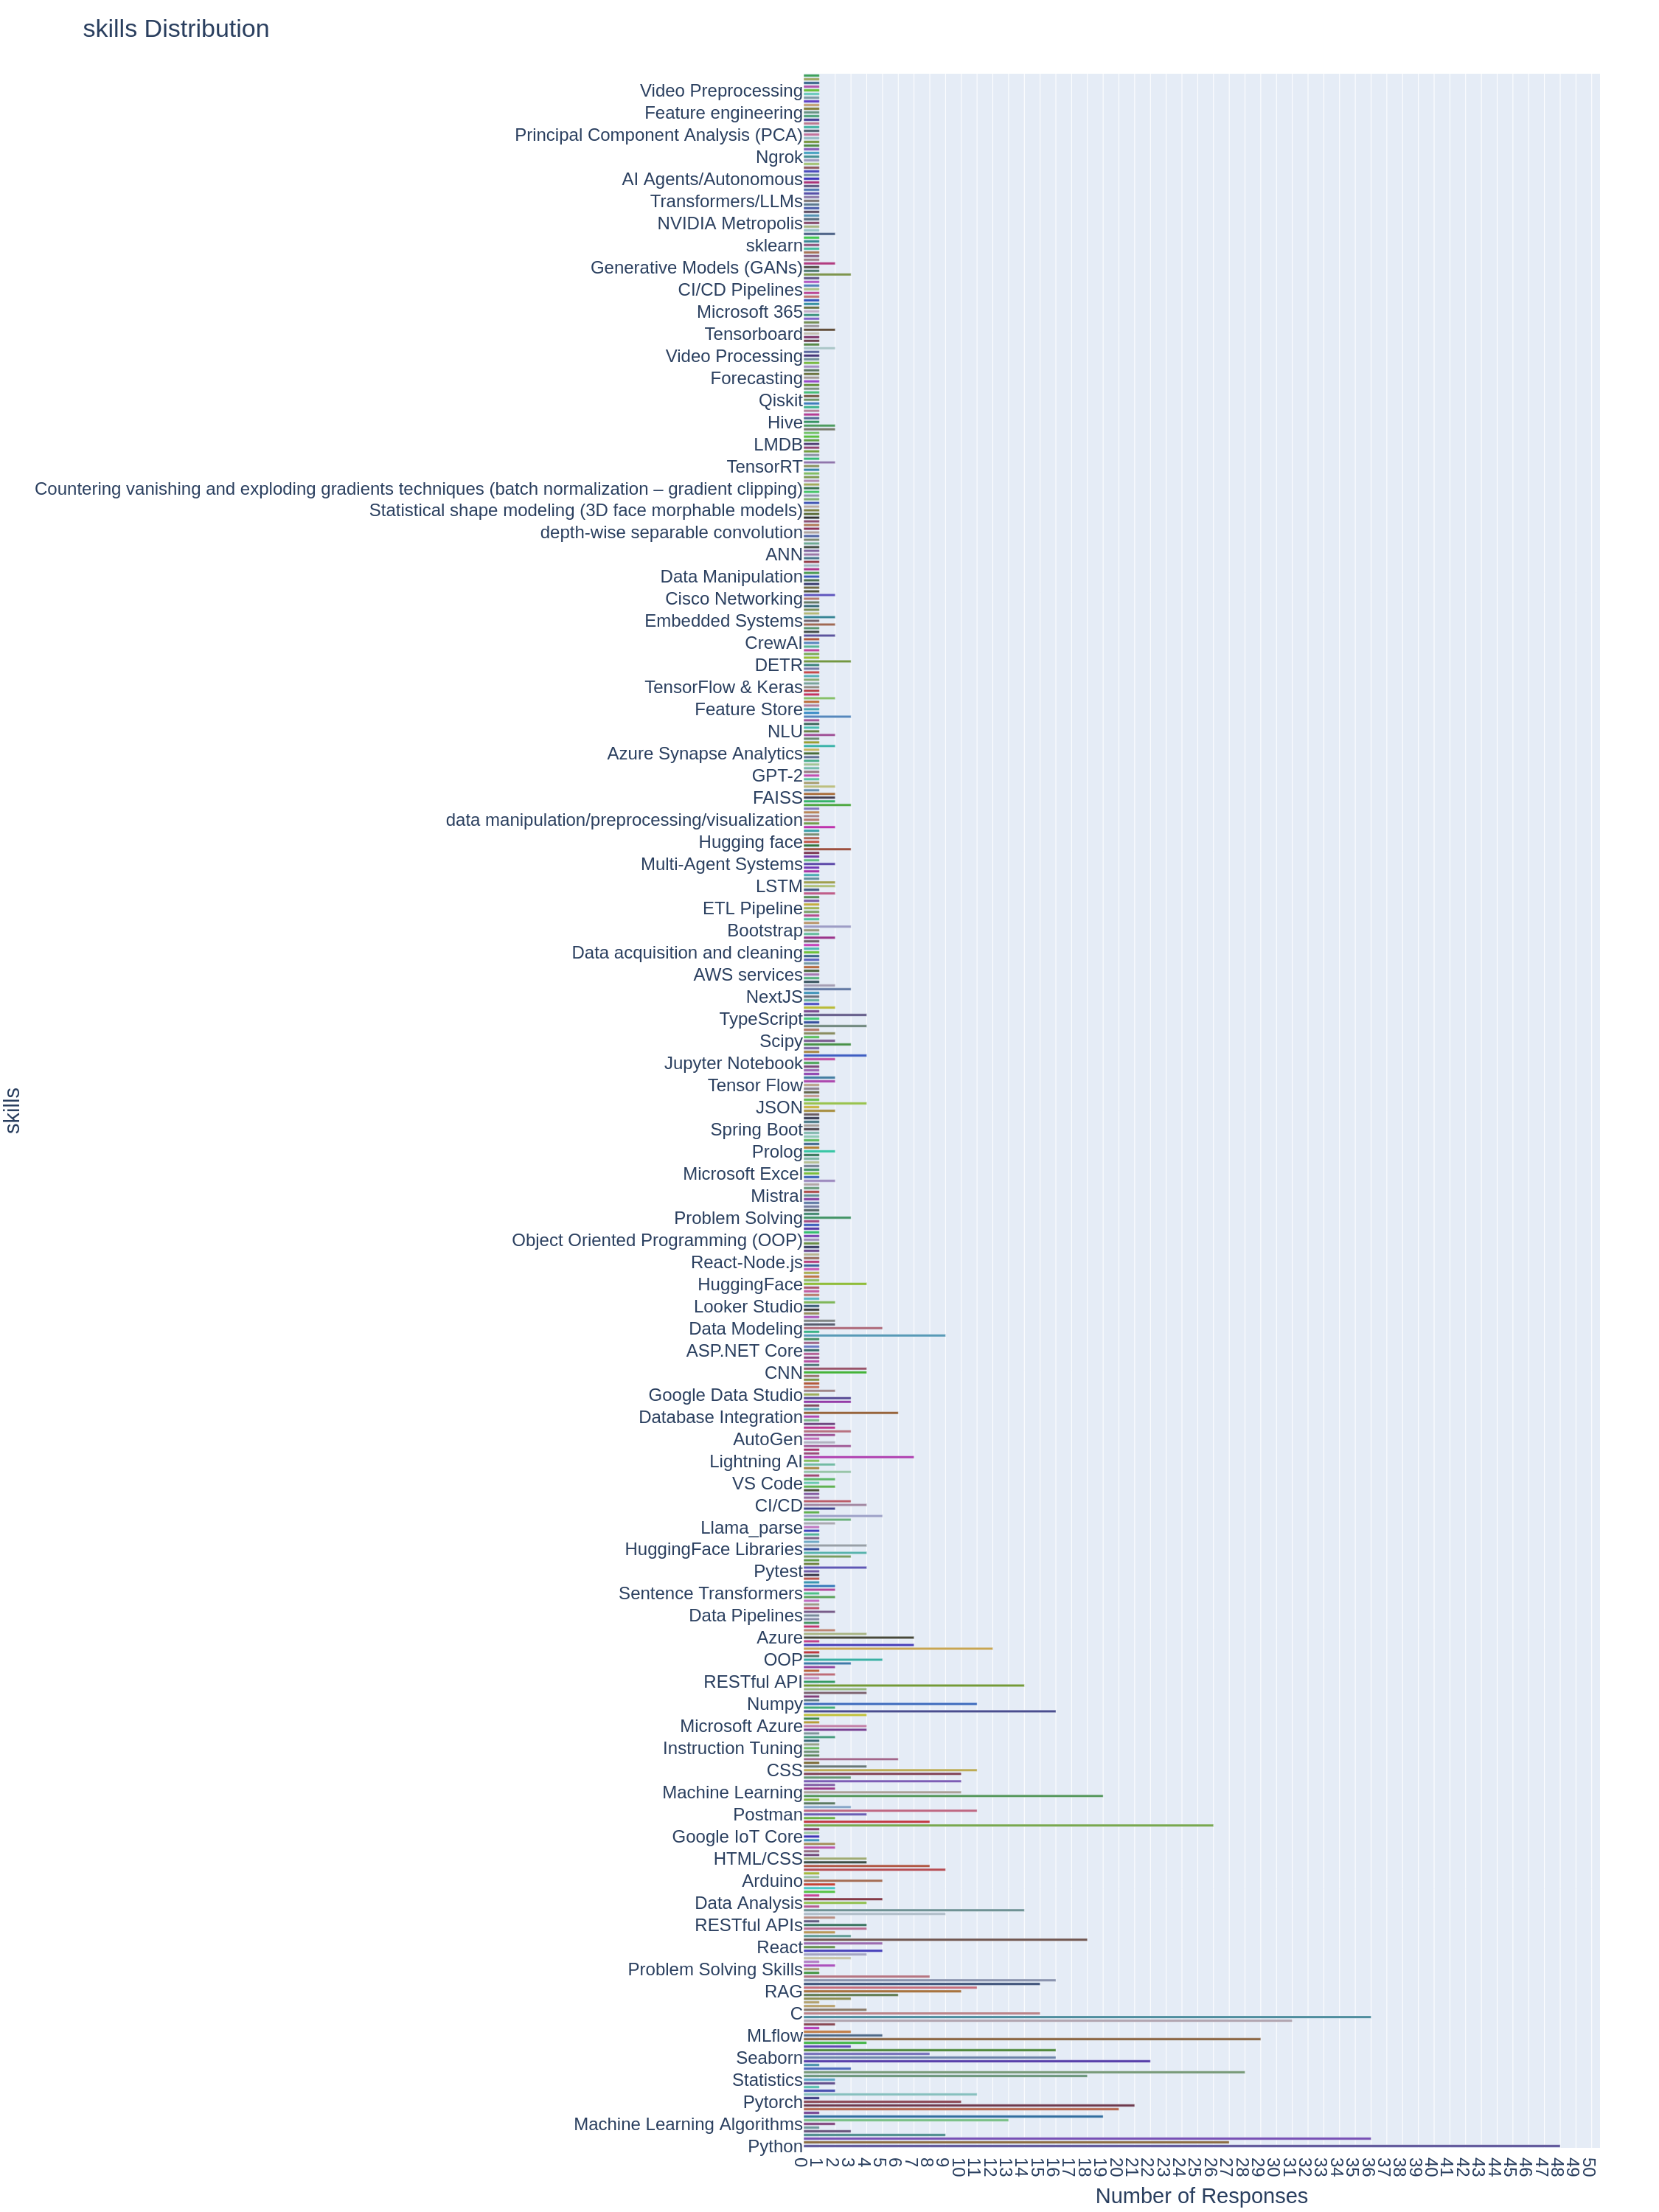 skills Distribution
Video Preprocessing
Feature engineering
Principal Component Analysis (PCA)
Ngrok
AI Agents/Autonomous
Transformers/LLMs
NVIDIA Metropolis
sklearn
Generative Models (GANs)
CI/CD Pipelines
Microsoft 365
Tensorboard
Video Processing
Forecasting
Qiskit
Hive
LMDB
TensorRT
Countering vanishing and exploding gradients techniques (batch normalization – gradient clipping)
Statistical shape modeling (3D face morphable models)
depth-wise separable convolution
ANN
Data Manipulation
Cisco Networking
Embedded Systems
CrewAI
DETR
TensorFlow & Keras
Feature Store
NLU
Azure Synapse Analytics
GPT-2
FAISS
data manipulation/preprocessing/visualization
Hugging face
Multi-Agent Systems
LSTM
ETL Pipeline
Bootstrap
Data acquisition and cleaning
AWS services
NextJS
TypeScript
Scipy
Jupyter Notebook
Tensor Flow
JSON
Spring Boot
Prolog
Microsoft Excel
Mistral
Problem Solving
Object Oriented Programming (OOP)
React-Node.js
HuggingFace
Looker Studio
Data Modeling
ASP.NET Core
CNN
Google Data Studio
Database Integration
AutoGen
Lightning AI
VS Code
CI/CD
Llama_parse
HuggingFace Libraries
Pytest
Sentence Transformers
Data Pipelines
Azure
OOP
RESTful API
Numpy
Microsoft Azure
Instruction Tuning
CSS
Machine Learning
Postman
Google IoT Core
HTML/CSS
Arduino
Data Analysis
RESTful APIs
React
Problem Solving Skills
RAG
C
MLflow
Seaborn
Statistics
Pytorch
Machine Learning Algorithms
Python
skills
0 1 2 3 4 5 6 7 8 9 10 11 12 13 14 15 16 17 18 19 20 21 22 23 24 25 26 27 28 29 30 31 32 33 34 35 36 37 38 39 40 41 42 43 44 45 46 47 48 49 50
Number of Responses